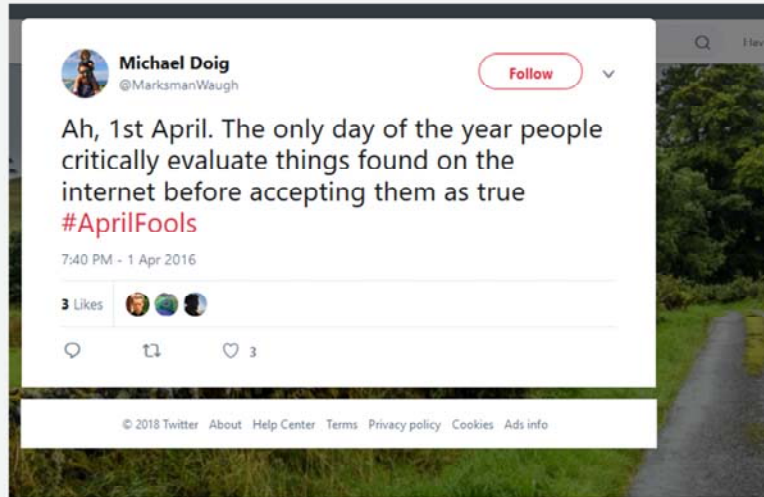 Michael Doig
@MarksmanWaugh
Follow
Ah, 1st April. The only day of the year people
critically evaluate things found on the
internet before accepting them as true
#AprilFools
7:40 PM - 1 Apr 2016
3 Likes
3
© 2018 Twitter About Help Center Terms Privacy policy Cookies Ads info